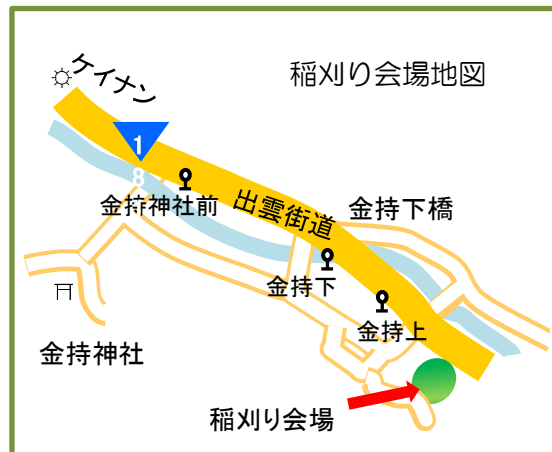 稲刈り会場地図
ケイナン
1
8
金持神社前
出雲街道
金持下橋
金持下
金持上
金持神社
稲刈り会場